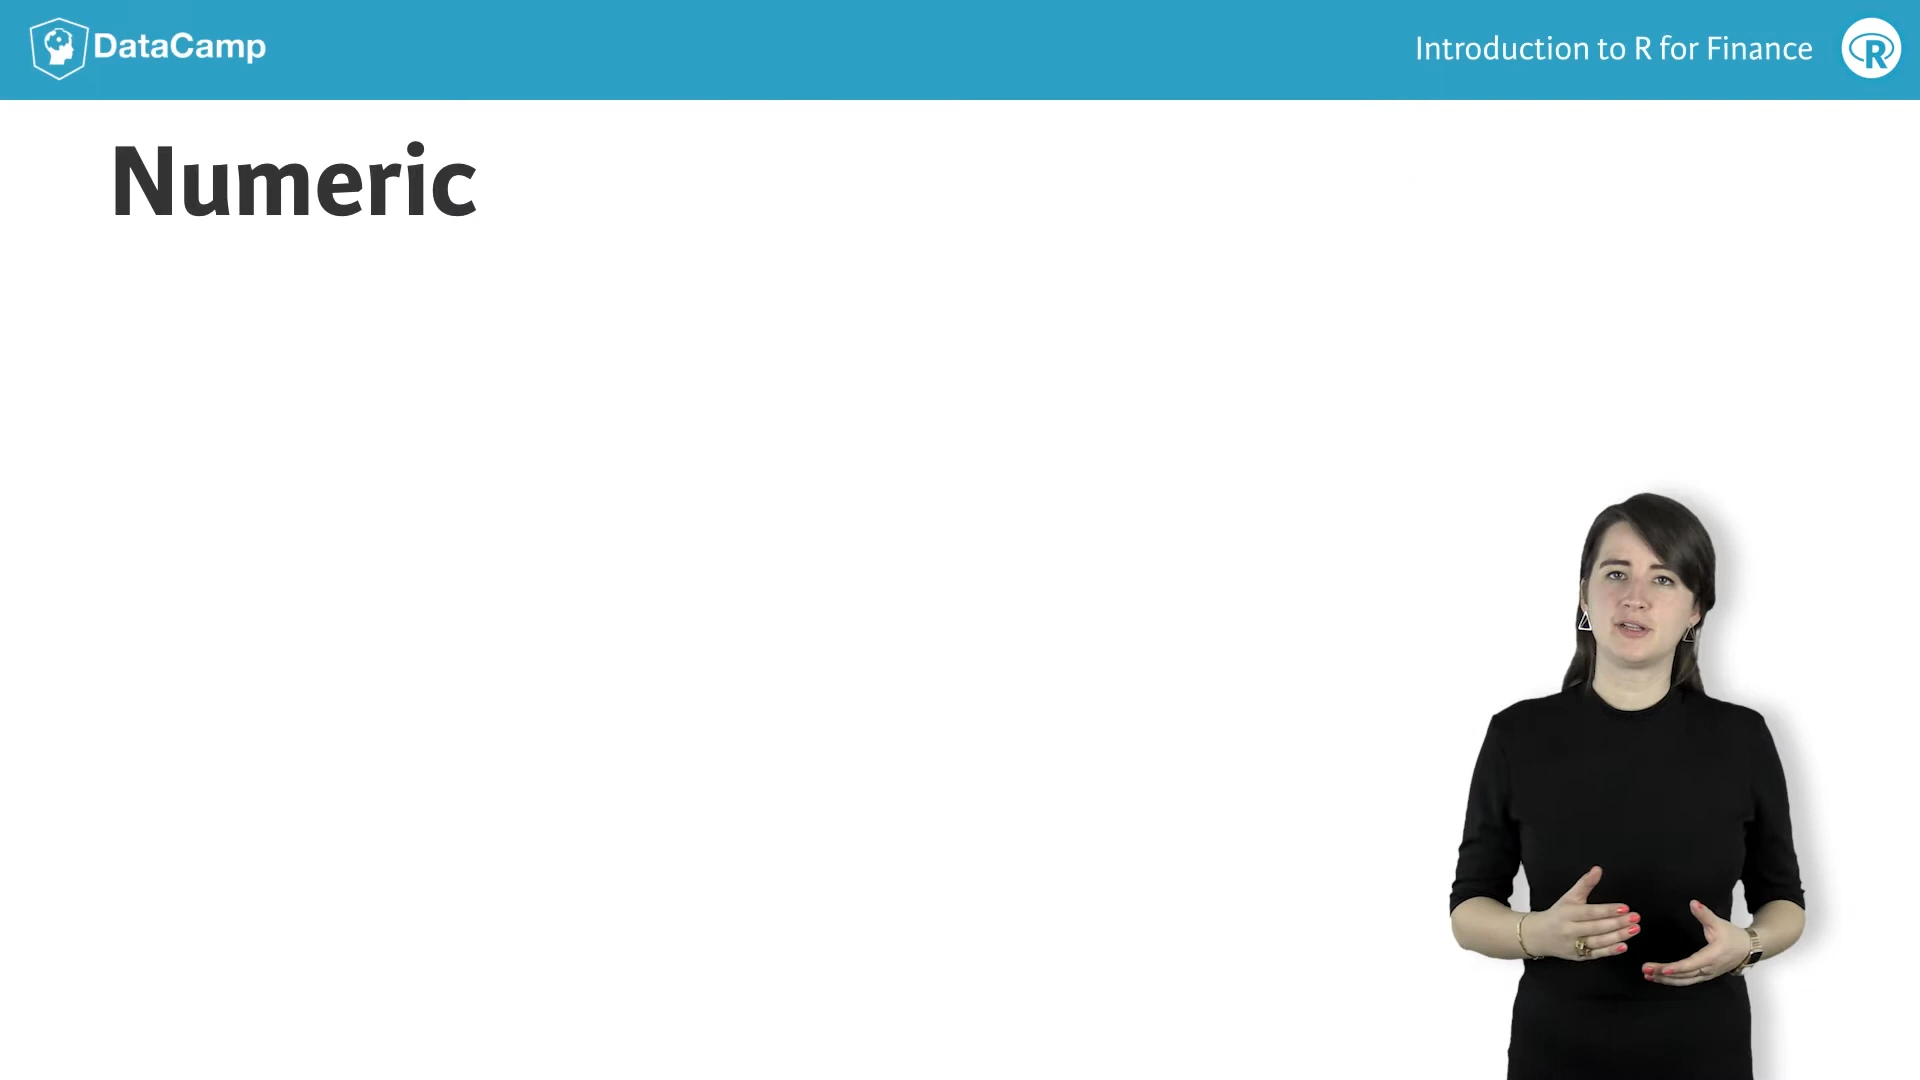 DataCamp
Introduction to R for Finance
R
Numeric